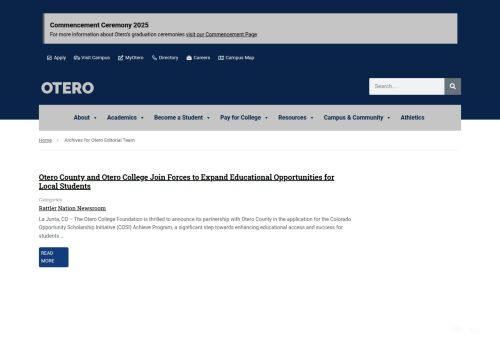 Commencement Ceremony 2025
For more information about Otero's graduation ceremonies visit our Commencement Page
Apply Visit Campus MyOtero Directory Careers Campus Map
OTERO
Search...
About Academics Become a Student Pay for College Resources Campus & Community Athletics
Home Archives for Otero Editorial Team
Otero County and Otero College Join Forces to Expand Educational Opportunities for
Local Students
Categories
Rattler Nation Newsroom
La Junta, CO – The Otero College Foundation is thrilled to announce its partnership with Otero County in the application for the Colorado
Opportunity Scholarship Initiative (COSI) Achieve Program, a significant step towards enhancing educational access and success for
students ...
READ
MORE